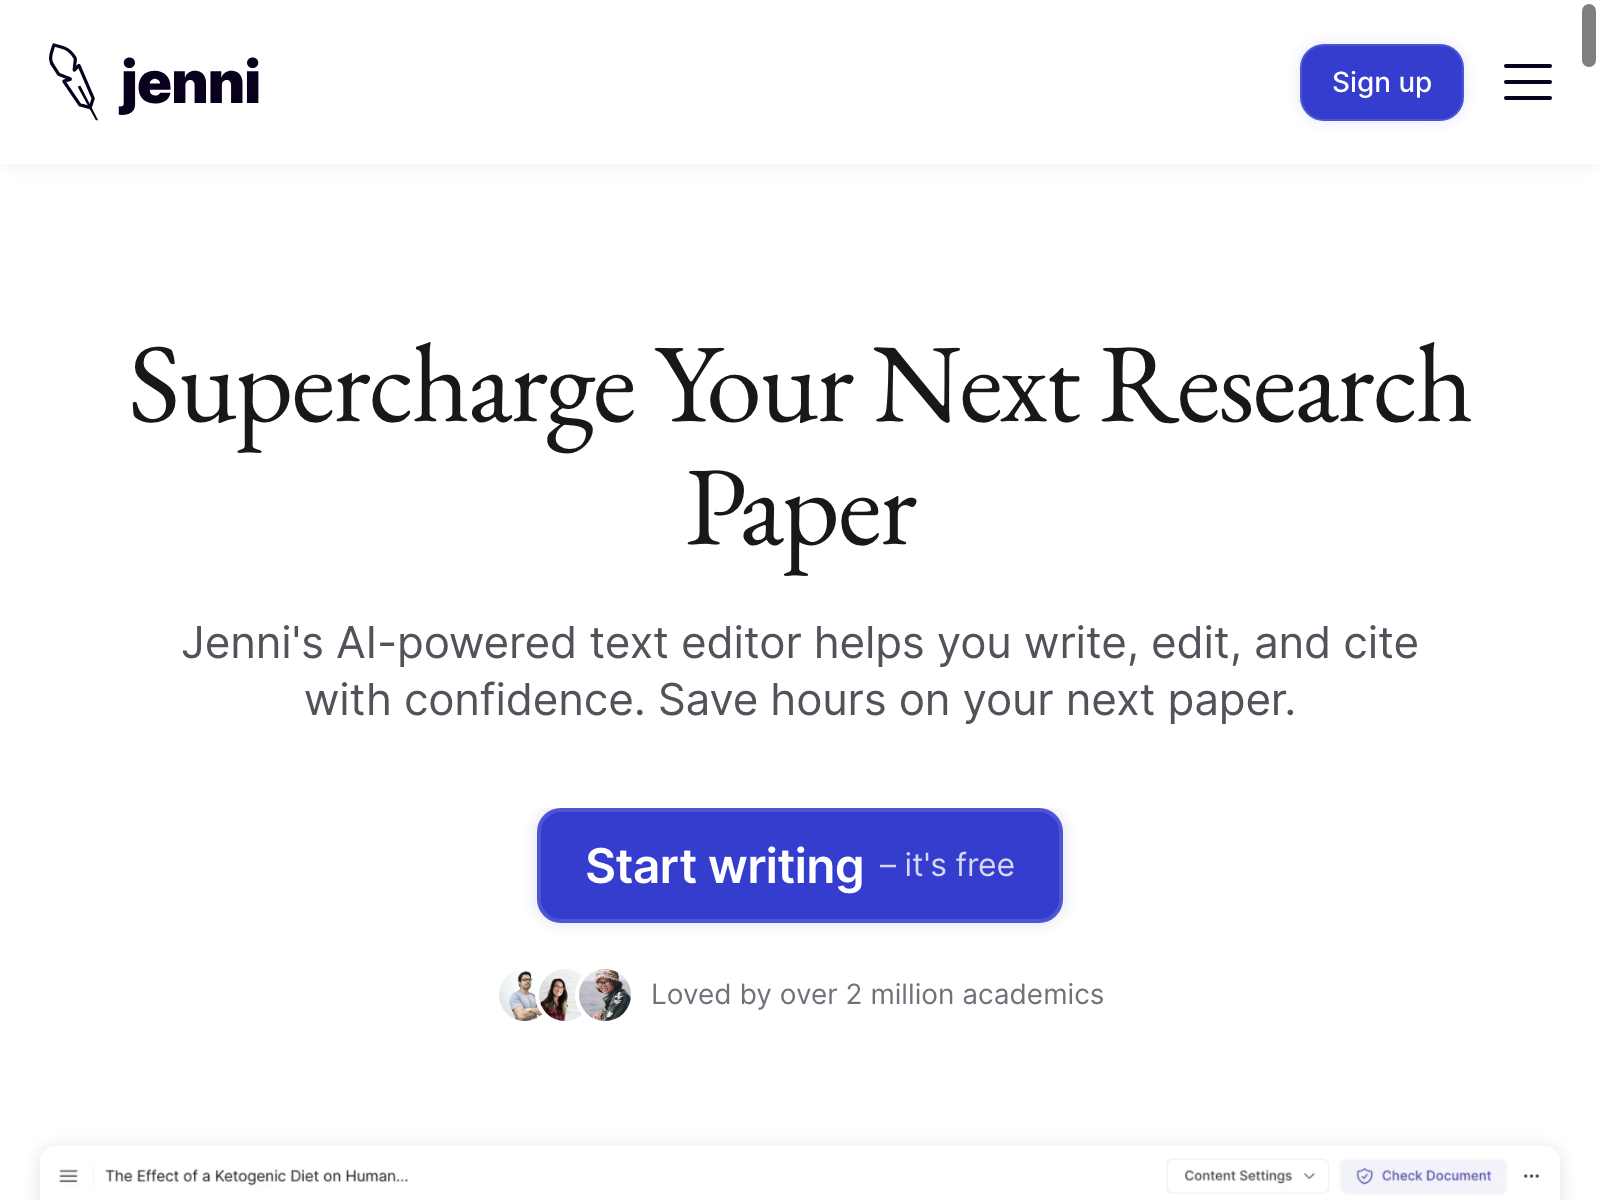 jenni
Sign up
Supercharge Your Next Research
Paper
Jenni's AI-powered text editor helps you write, edit, and cite
with confidence. Save hours on your next paper.
Start writing – it's free
Loved by over 2 million academics
The Effect of a Ketogenic Diet on Human...
Content Settings
Check Document